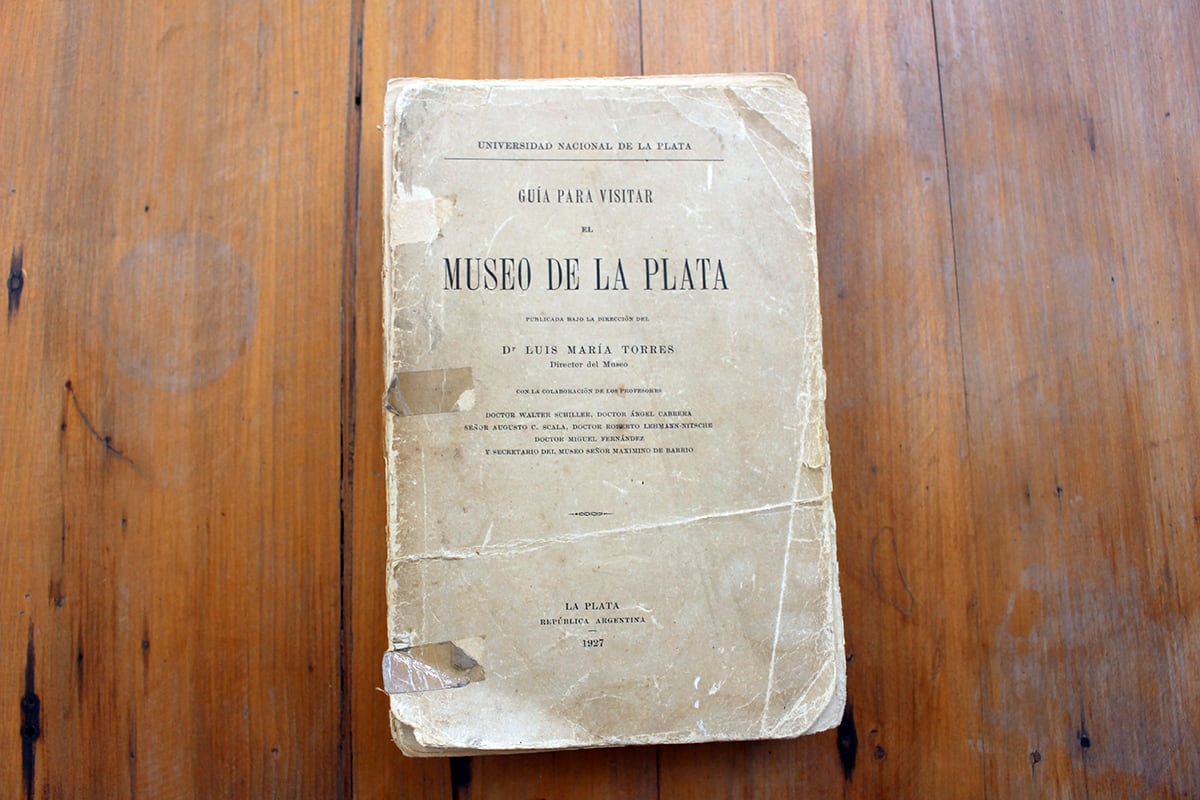 UNIVERSIDAD NACIONAL DE LA PLATA
GUÍA PARA VISITAR
EL
MUSEO DE LA PLATA
PUBLICADA BAJO LA DIRECCIÓN DEL
Dr LUIS MARÍA TORRES
Director del Museo
CON LA COLABORACIÓN DE LOS PROFESORES
DOCTOR WALTER SCHILLER, DOCTOR ÁNGEL CABRERA
SEÑOR AUGUSTO C. SCALA, DOCTOR ROBERTO LEHMANN-NITSCHE
DOCTOR MIGUEL FERNÁNDEZ
Y SECRETARIO DEL MUSEO SEÑOR MAXIMINO DE BARRIO
LA PLATA
REPÚBLICA ARGENTINA
1927